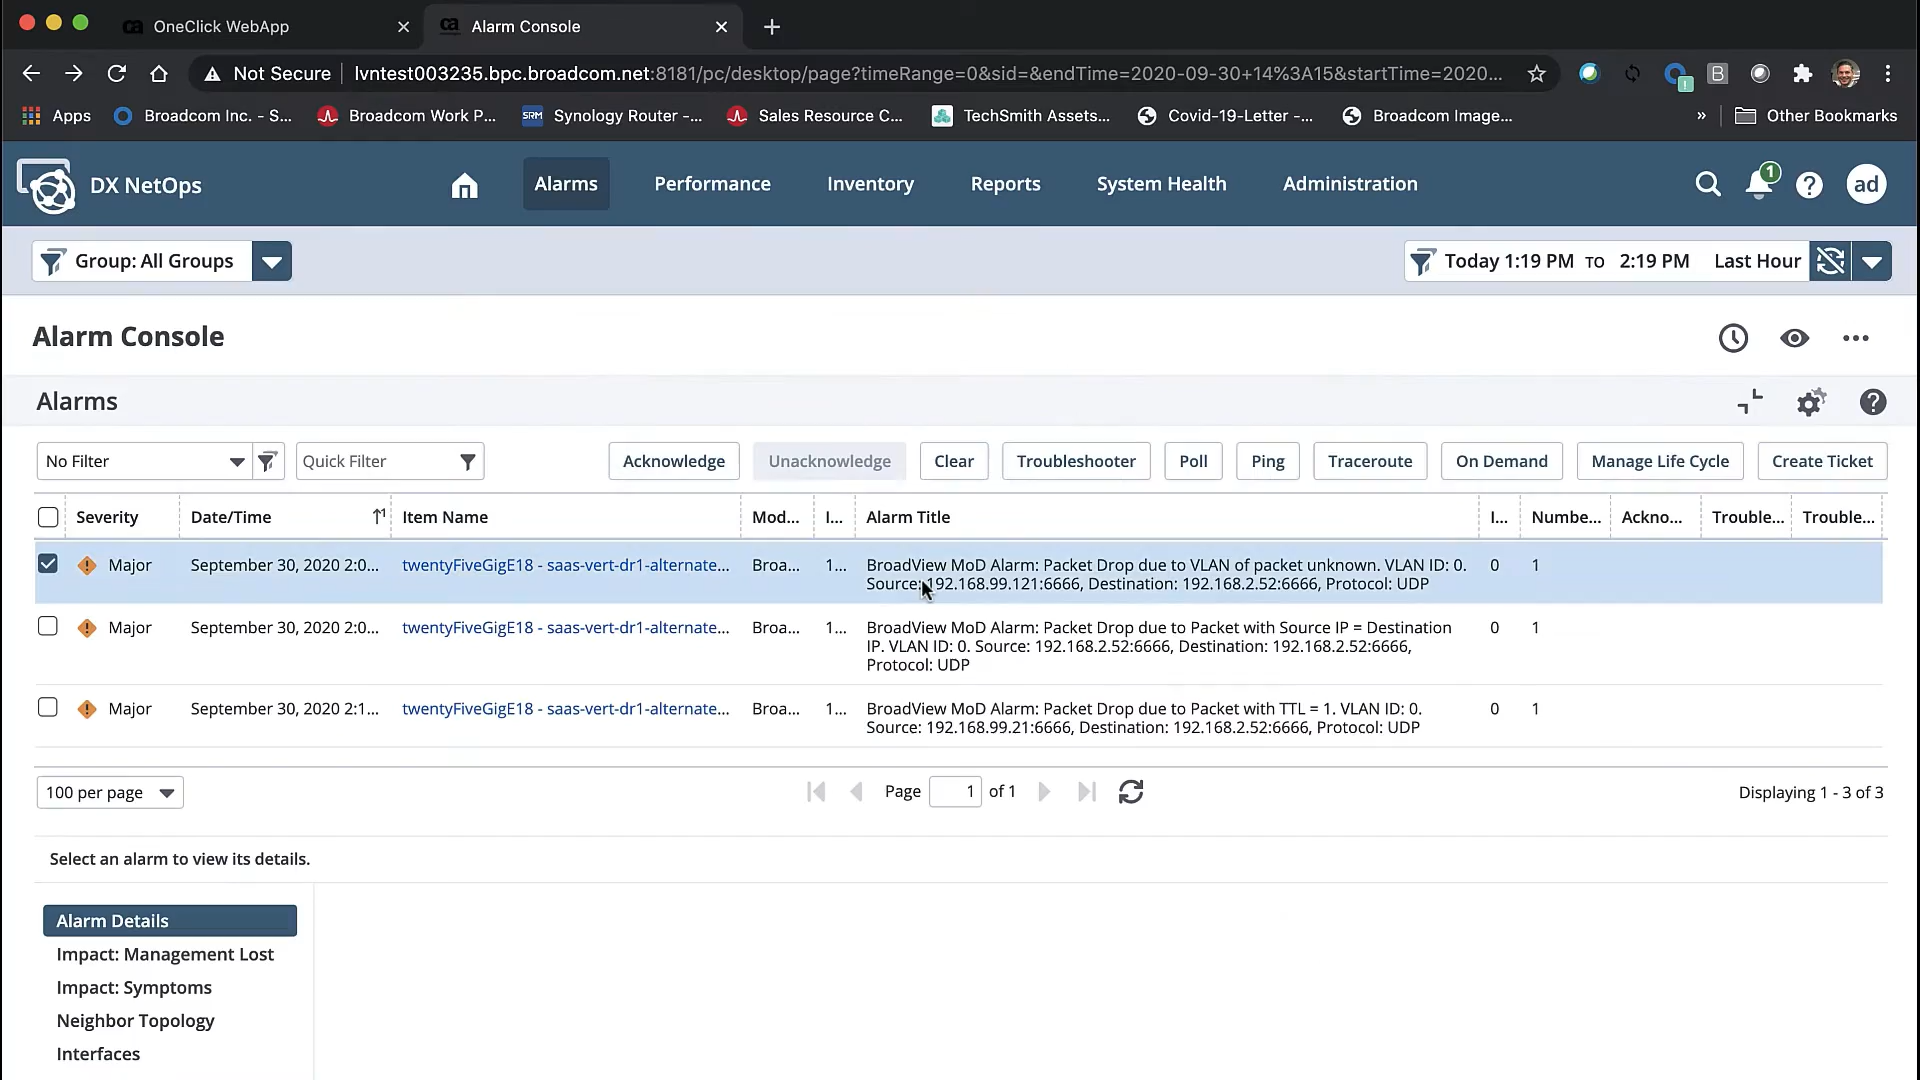 OneClick WebApp
Alarm Console
Not Secure
lvntest003235.bpc.broadcom.net:8181/pc/desktop/page?timeRange=0&sid=&endTime=2020-09-30+14%3A15&startTime=2020...
Apps
Broadcom Inc. - S...
Broadcom Work P...
SRM
Synology Router -...
Sales Resource C...
TechSmith Assets...
Covid-19-Letter -...
Broadcom Image...
»
Other Bookmarks
DX NetOps
Alarms
Performance
Inventory
Reports
System Health
Administration
1
ad
Group: All Groups
Today 1:19 PM TO 2:19 PM Last Hour
Alarm Console
Alarms
No Filter
Quick Filter
Acknowledge
Unacknowledge
Clear
Troubleshooter
Poll
Ping
Traceroute
On Demand
Manage Life Cycle
Create Ticket
Severity
Date/Time
1
Item Name
Mod...
I...
Alarm Title
I...
Numbe...
Ackno...
Trouble...
Trouble...
Major
September 30, 2020 2:0...
twentyFiveGigE18 - saas-vert-dr1-alternate...
Broa...
1...
BroadView MoD Alarm: Packet Drop due to VLAN of packet unknown. VLAN ID: 0.
Source: 192.168.99.121:6666, Destination: 192.168.2.52:6666, Protocol: UDP
0
1
Major
September 30, 2020 2:0...
twentyFiveGigE18 - saas-vert-dr1-alternate...
Broa...
1...
BroadView MoD Alarm: Packet Drop due to Packet with Source IP = Destination
IP. VLAN ID: 0. Source: 192.168.2.52:6666, Destination: 192.168.2.52:6666,
Protocol: UDP
0
1
Major
September 30, 2020 2:1...
twentyFiveGigE18 - saas-vert-dr1-alternate...
Broa...
1...
BroadView MoD Alarm: Packet Drop due to Packet with TTL = 1. VLAN ID: 0.
Source: 192.168.99.21:6666, Destination: 192.168.2.52:6666, Protocol: UDP
0
1
100 per page
Page 1 of 1
Displaying 1 - 3 of 3
Select an alarm to view its details.
Alarm Details
Impact: Management Lost
Impact: Symptoms
Neighbor Topology
Interfaces